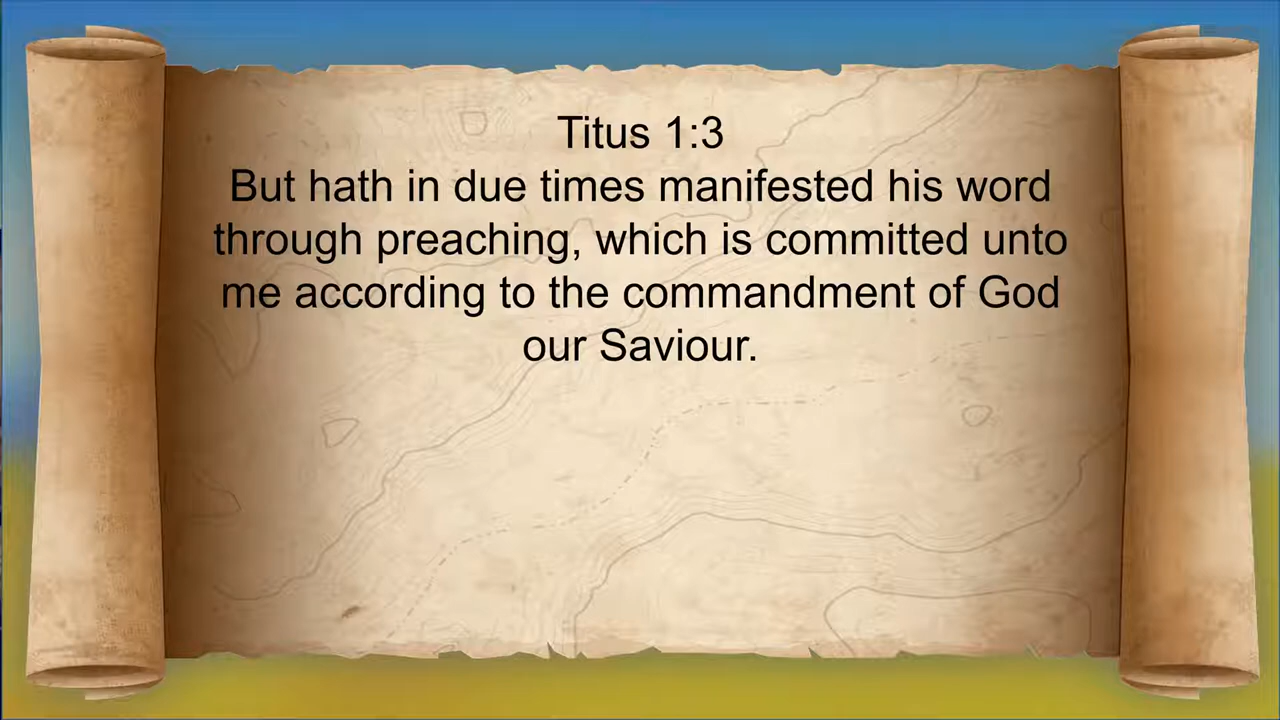 Titus 1:3
But hath in due times manifested his word
through preaching, which is committed unto
me according to the commandment of God
our Saviour.